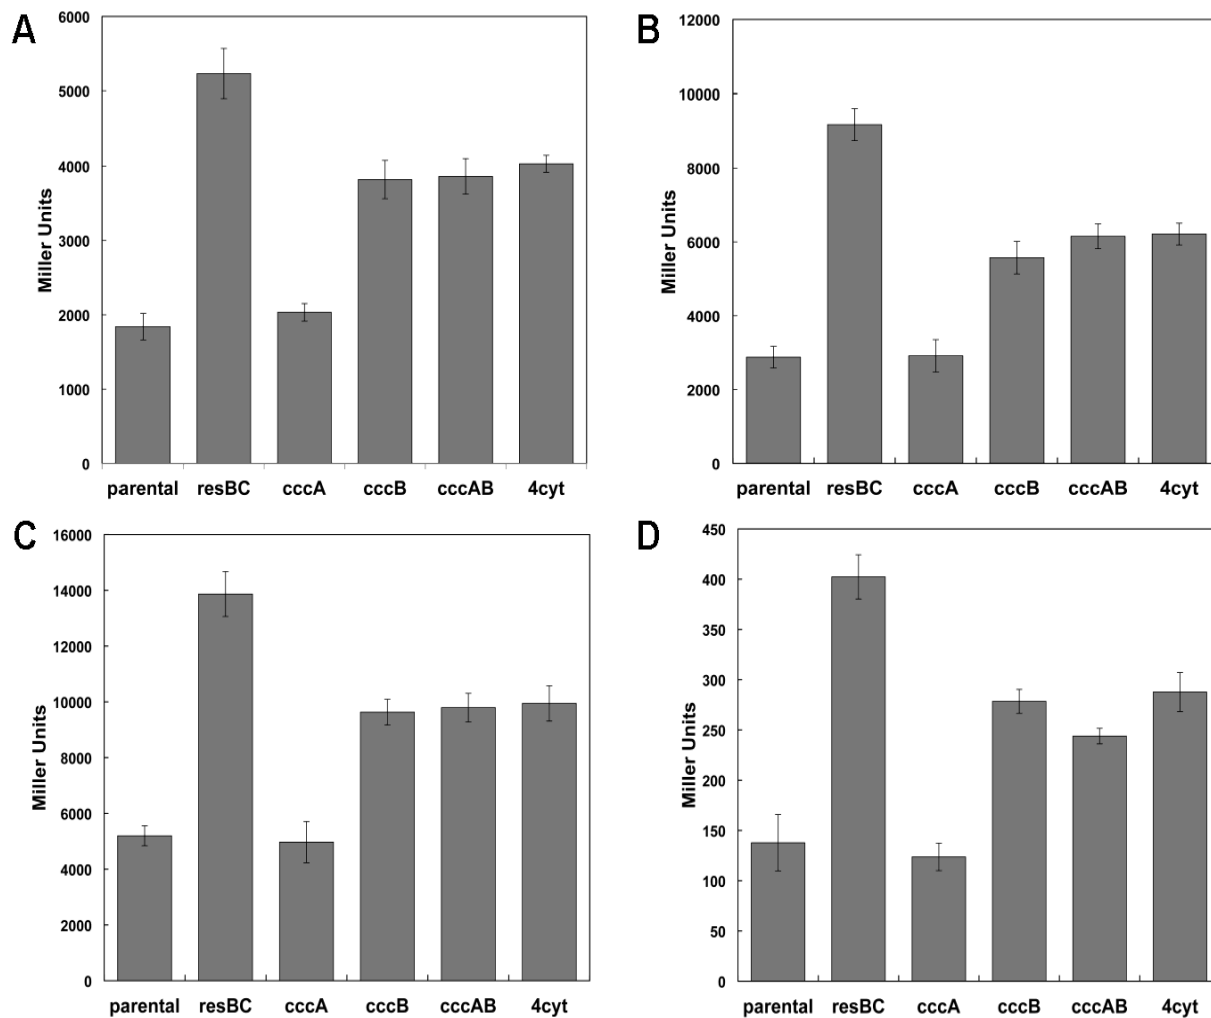 A
6000
5000
4000
3000
2000
1000
0
Miller Units
parental resBC cccA cccB cccAB 4cyt
B
12000
10000
8000
6000
4000
2000
0
Miller Units
parental resBC cccA cccB cccAB 4cyt
C
16000
14000
12000
10000
8000
6000
4000
2000
0
Miller Units
parental resBC cccA cccB cccAB 4cyt
D
450
400
350
300
250
200
150
100
50
0
Miller Units
parental resBC cccA cccB cccAB 4cyt